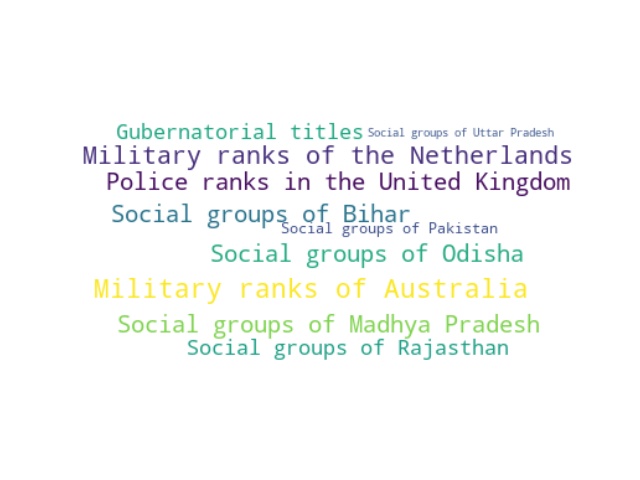 Gubernatorial titles
Social groups of Uttar Pradesh
Military ranks of the Netherlands
Police ranks in the United Kingdom
Social groups of Bihar
Social groups of Pakistan
Social groups of Odisha
Military ranks of Australia
Social groups of Madhya Pradesh
Social groups of Rajasthan